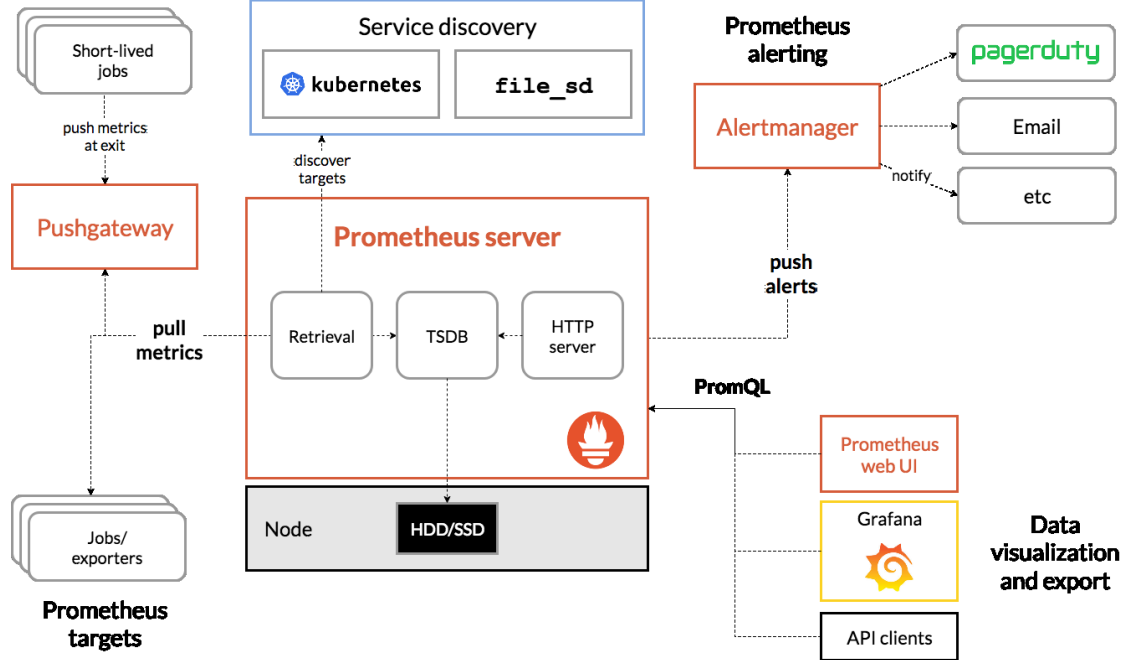 Short-lived
jobs
push metrics
at exit
Pushgateway
Service discovery
kubernetes
file_sd
discover
targets
Prometheus
alerting
Alertmanager
pagerduty
Email
notify
etc
Prometheus server
Retrieval
TSDB
HTTP
server
pull
metrics
push
alerts
PromQL
Node
HDD/SSD
Jobs/
exporters
Prometheus
targets
Prometheus
web UI
Grafana
API clients
Data
visualization
and export